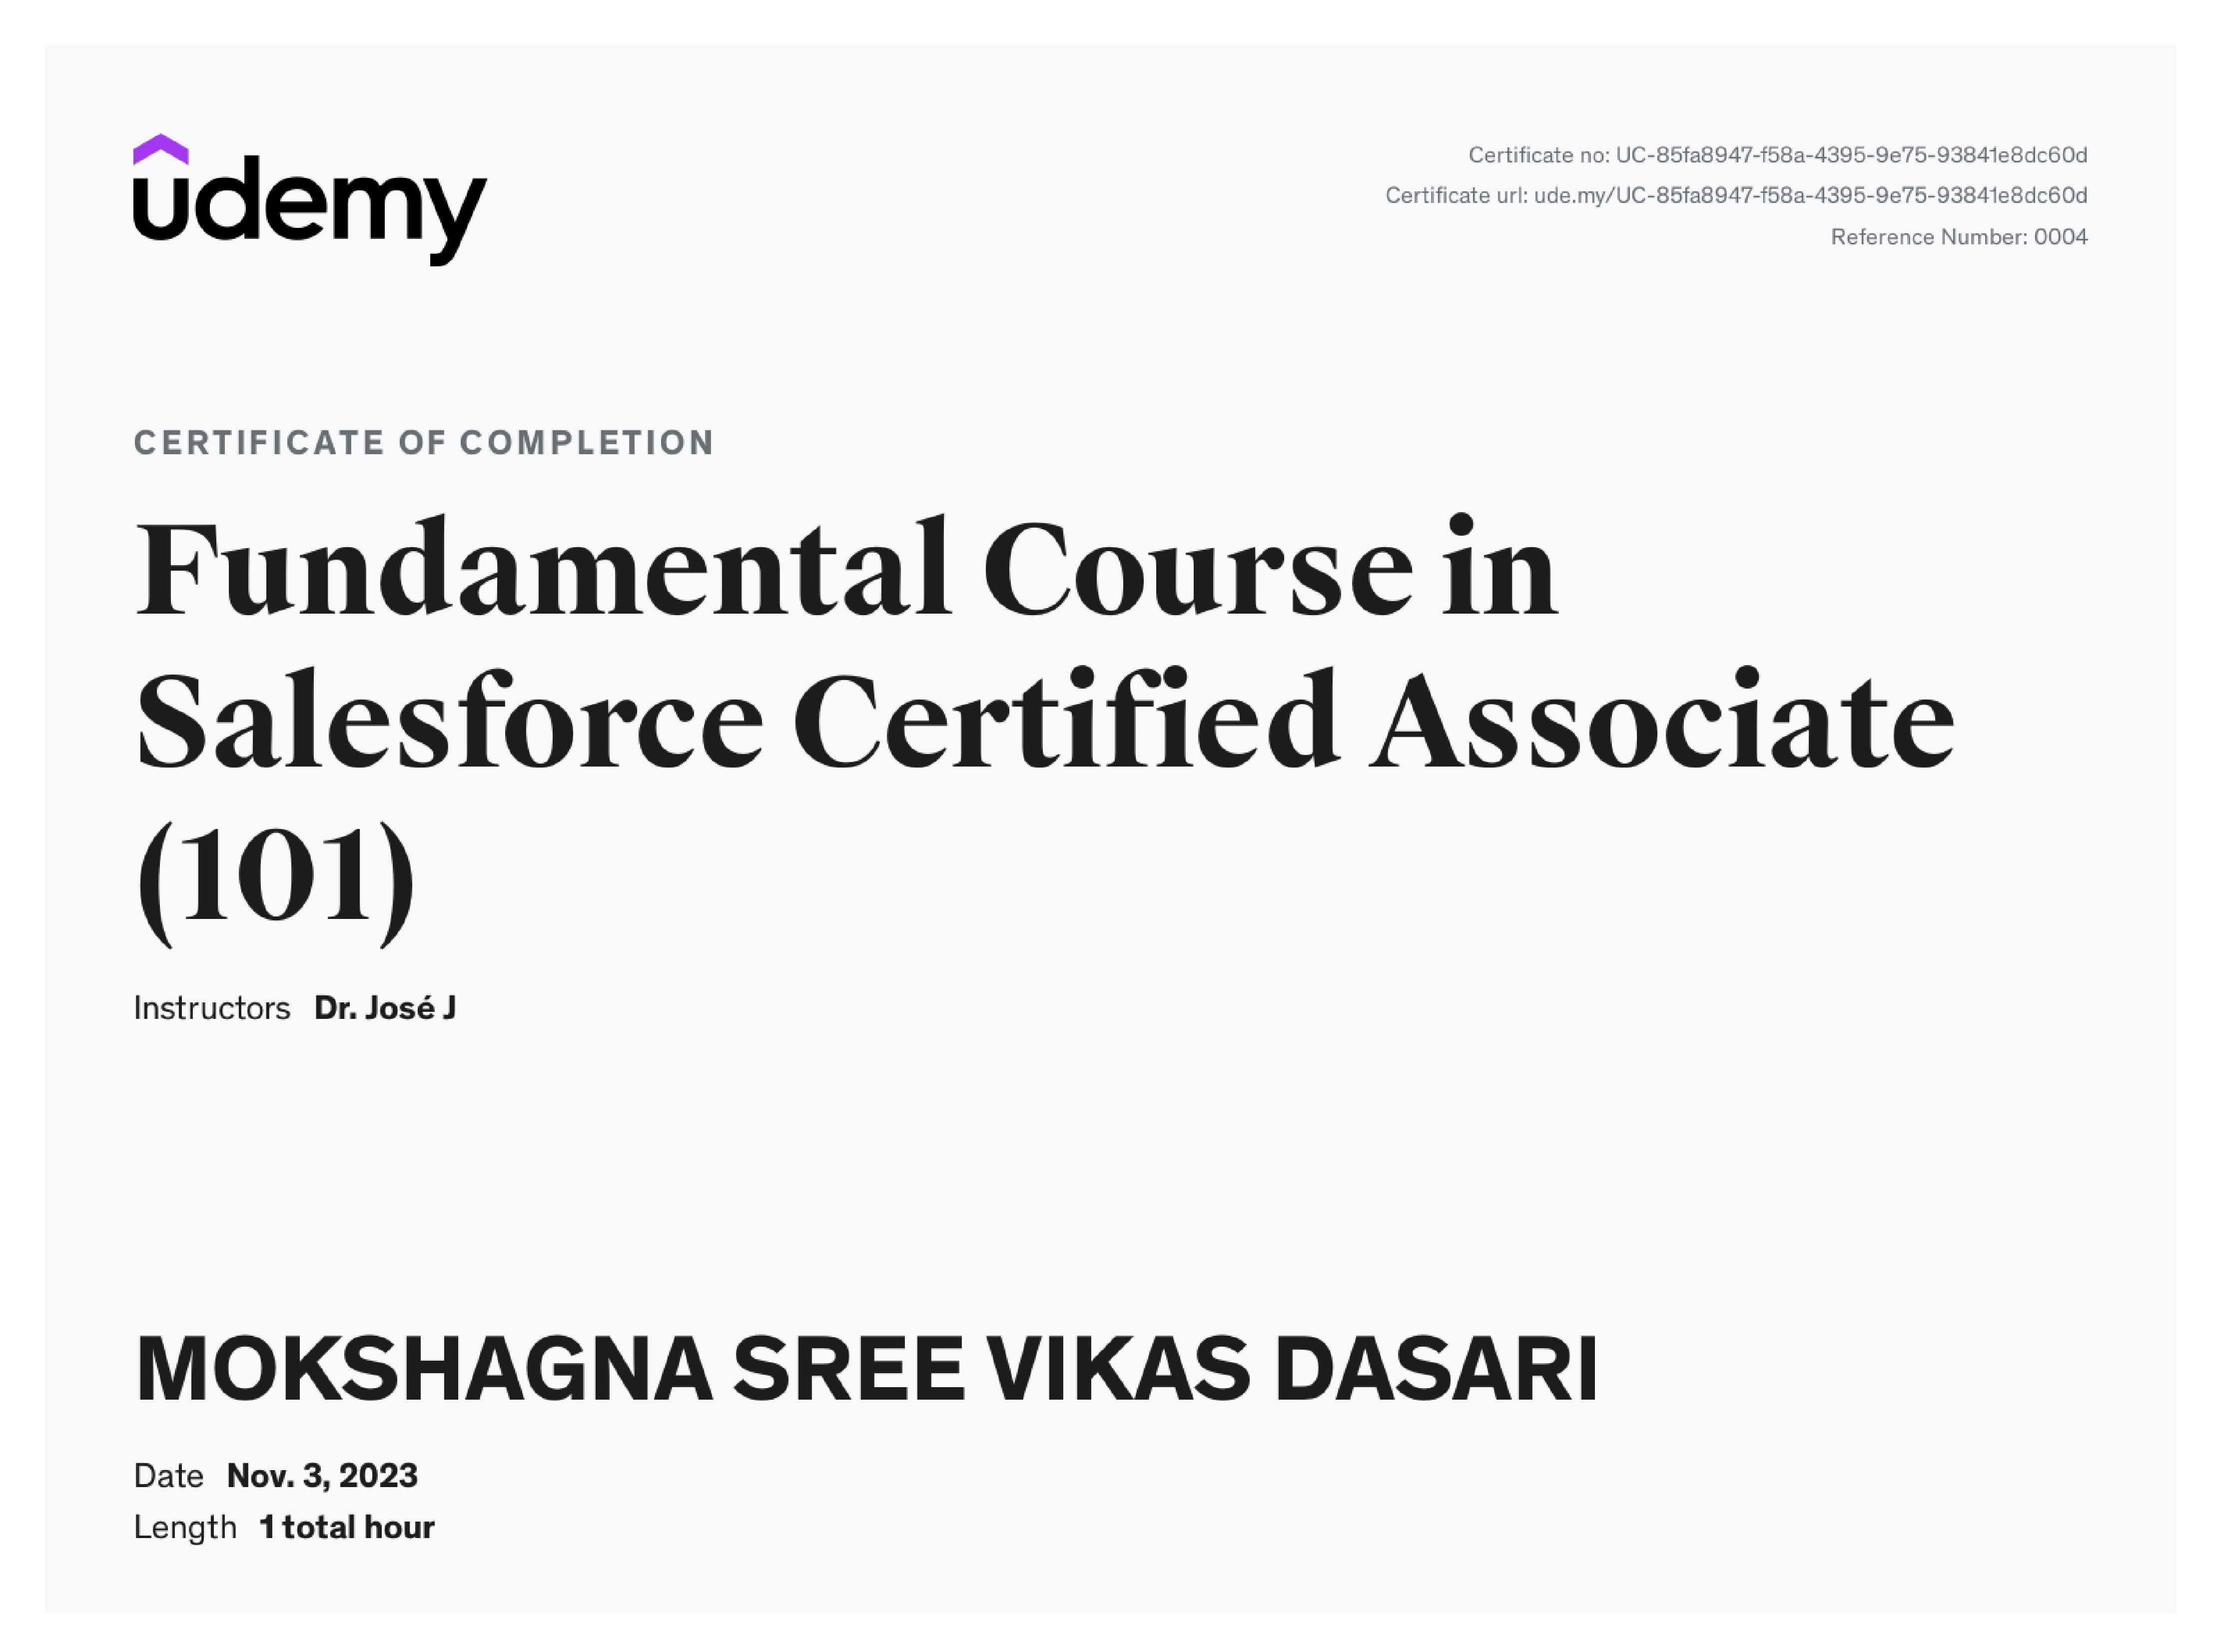 udemy
Certificate no: UC-85fa8947-f58a-4395-9e75-93841e8dc60d
Certificate url: ude.my/UC-85fa8947-f58a-4395-9e75-93841e8dc60d
Reference Number: 0004
CERTIFICATE OF COMPLETION
Fundamental Course in
Salesforce Certified Associate
(101)
Instructors Dr. José J
MOKSHAGNA SREE VIKAS DASARI
Date Nov. 3, 2023
Length 1 total hour